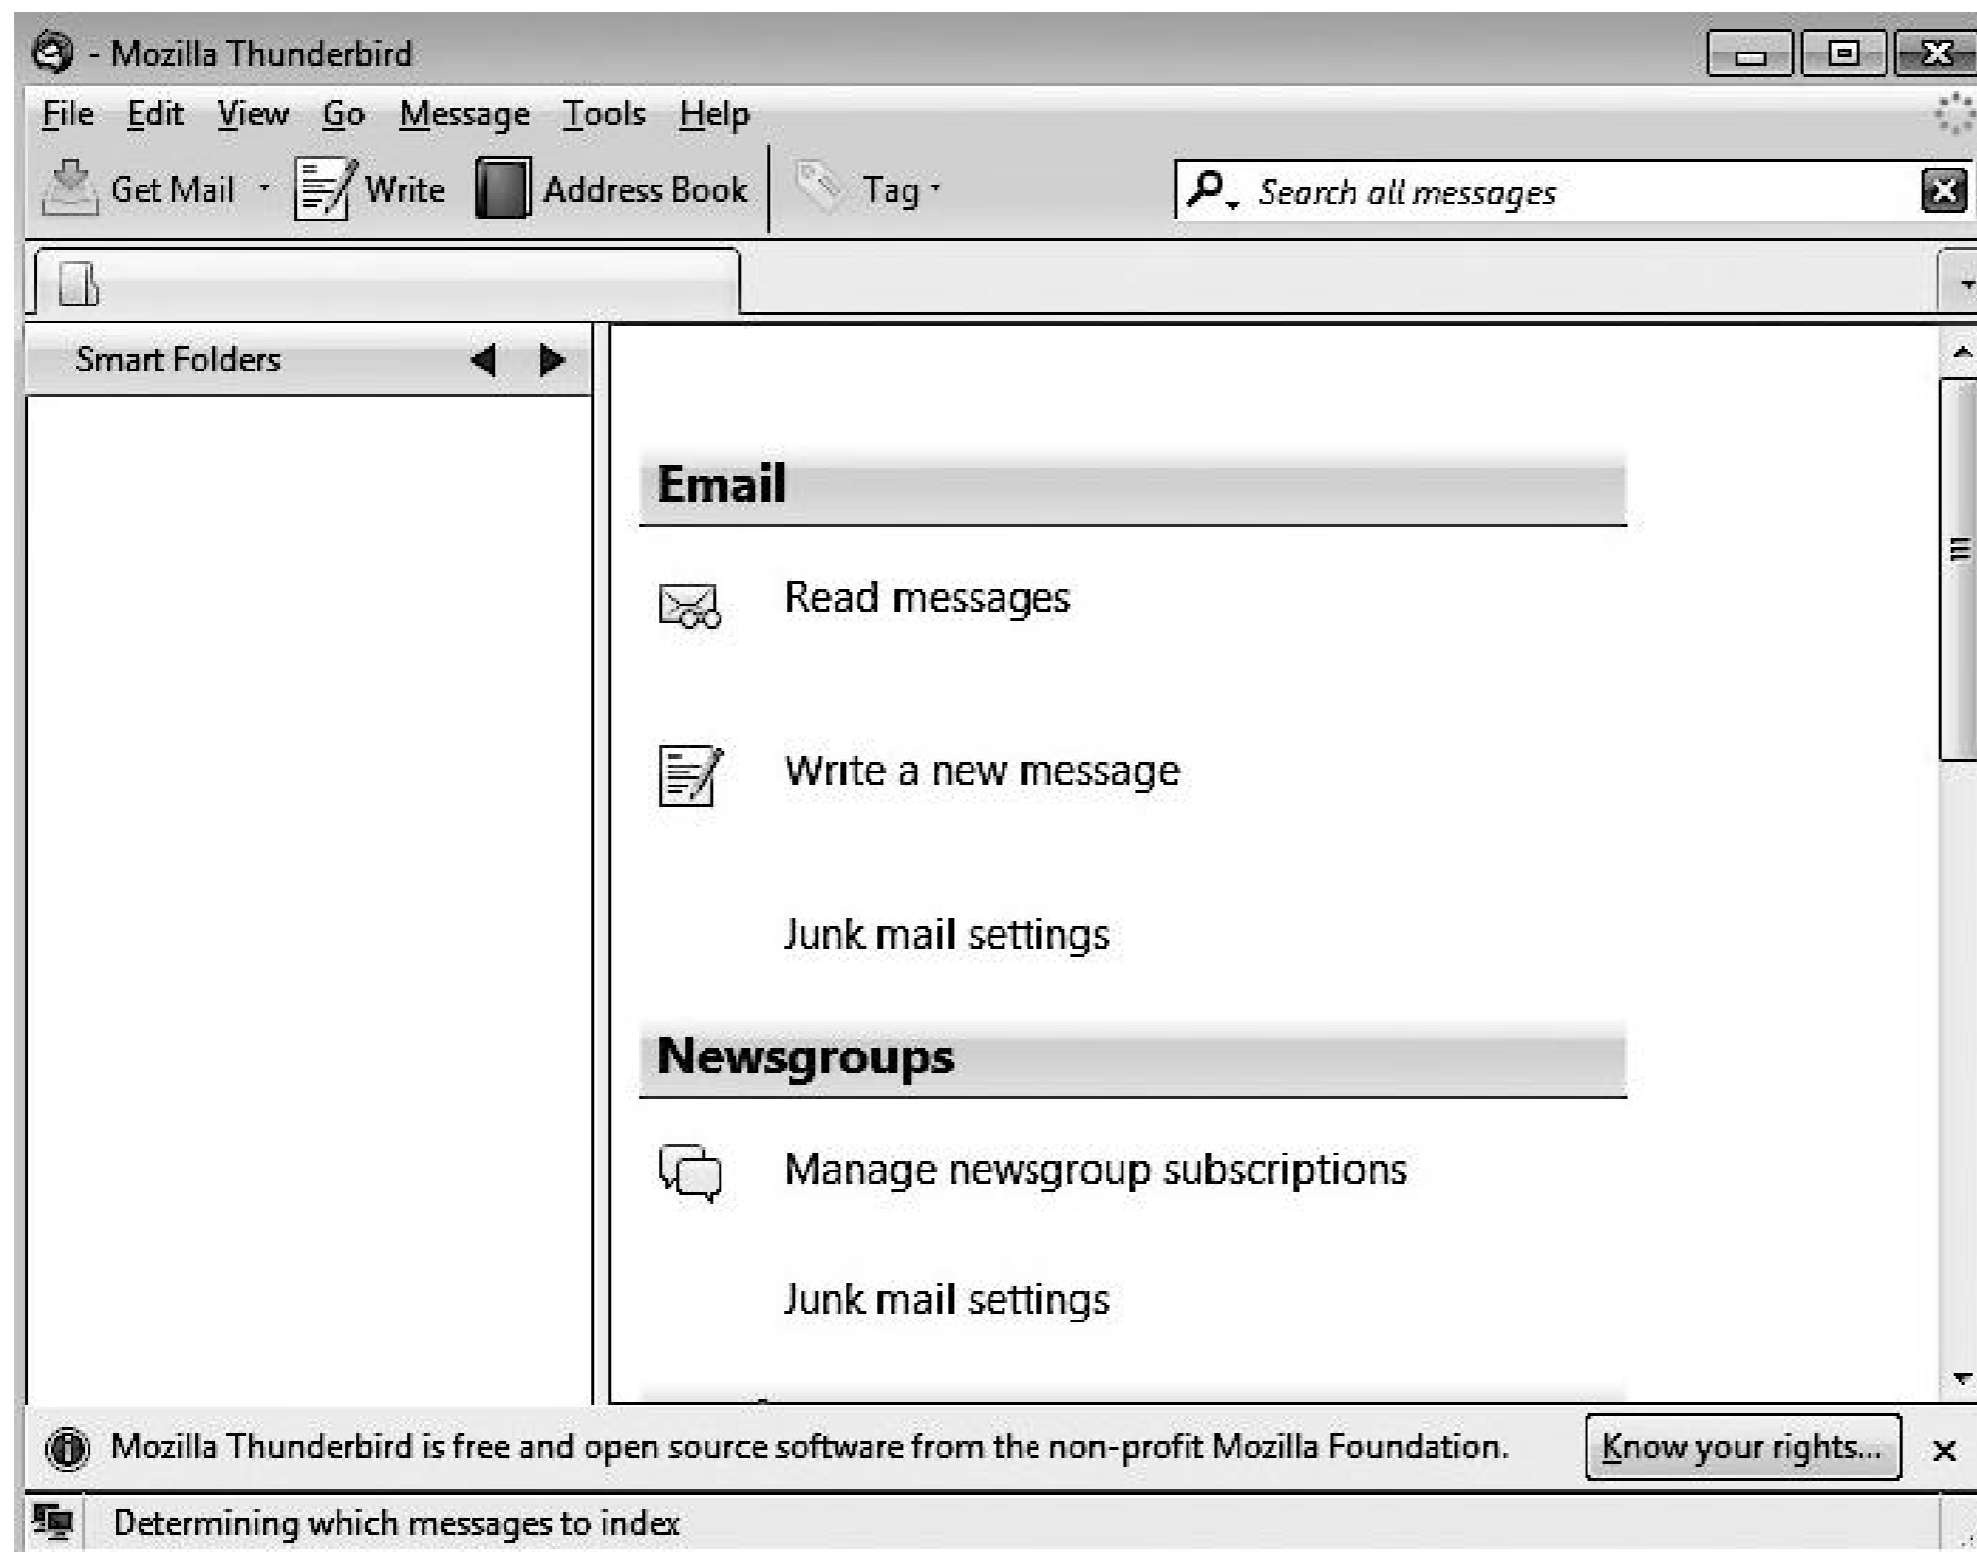 - Mozilla Thunderbird
File Edit View Go Message Tools Help
Get Mail Write Address Book Tag Search all messages
Smart Folders
Email
Read messages
Write a new message
Junk mail settings
Newsgroups
Manage newsgroup subscriptions
Junk mail settings
Mozilla Thunderbird is free and open source software from the non-profit Mozilla Foundation. Know your rights...
Determining which messages to index